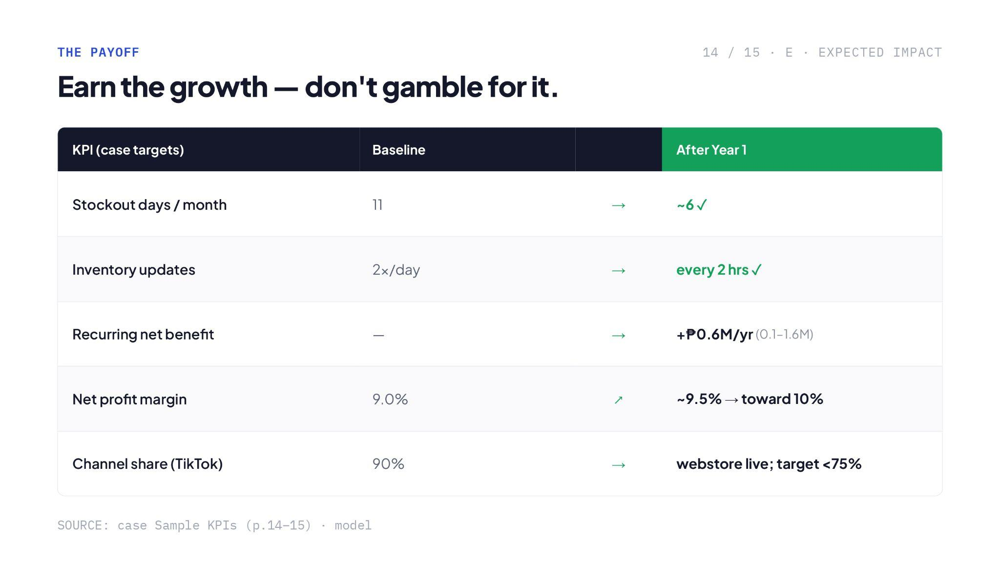 THE PAYOFF
14 / 15 · E · EXPECTED IMPACT
Earn the growth — don't gamble for it.
KPI (case targets) Baseline After Year 1
Stockout days / month 11 → ~6 ✓
Inventory updates 2×/day → every 2 hrs ✓
Recurring net benefit — → +₱0.6M/yr (0.1–1.6M)
Net profit margin 9.0% ↗ ~9.5% → toward 10%
Channel share (TikTok) 90% → webstore live; target <75%
SOURCE: case Sample KPIs (p.14–15) · model